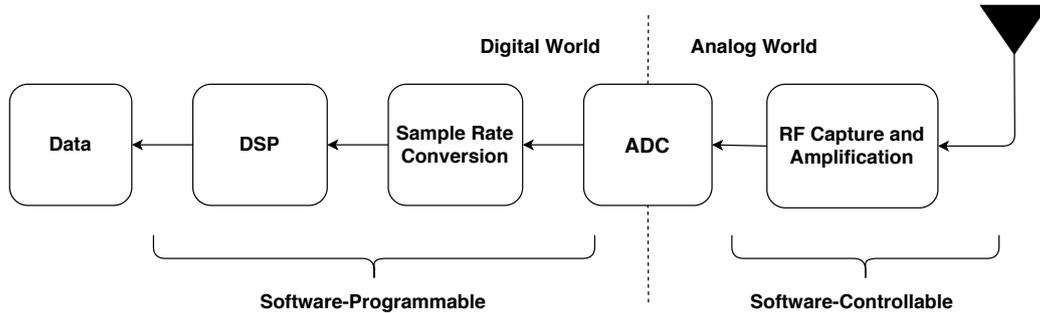 Digital World
Analog World
Data
DSP
Sample Rate
Conversion
ADC
RF Capture and
Amplification
Software-Programmable
Software-Controllable